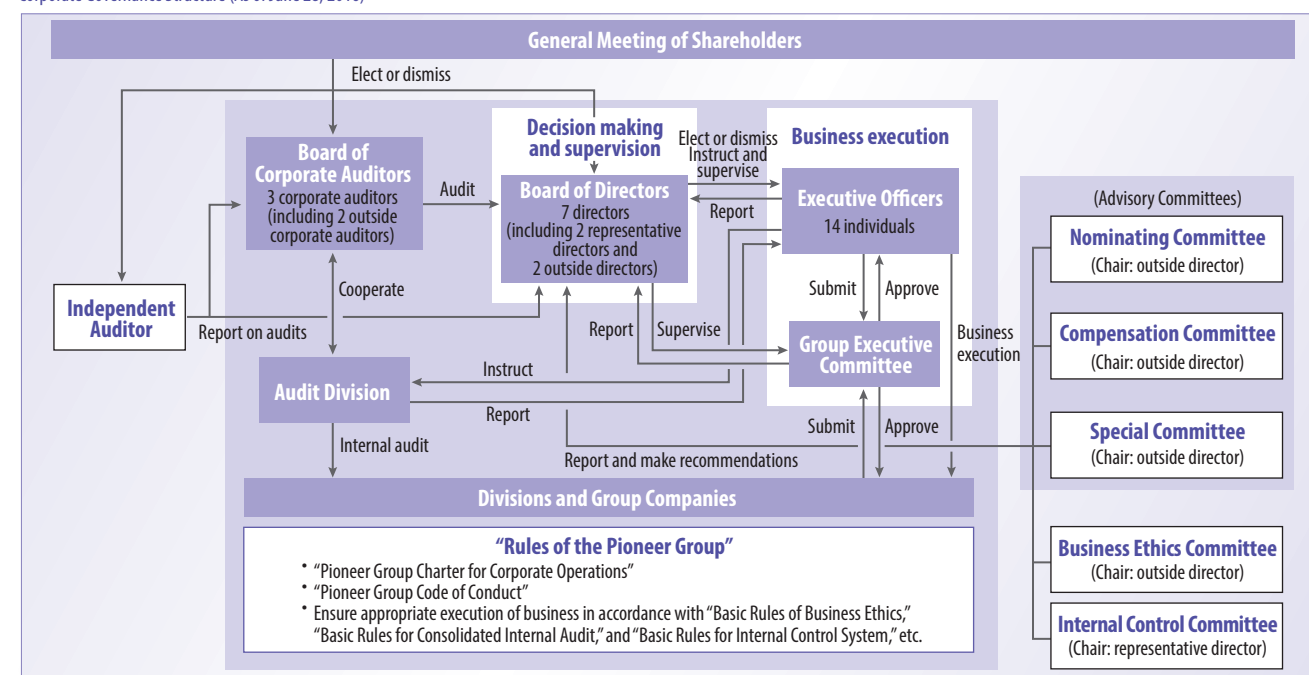 General Meeting of Shareholders
Elect or dismiss
Decision making
and supervision
Elect or dismiss
Instruct and
supervise
Business execution
Board of
Corporate Auditors
3 corporate auditors
(including 2 outside
corporate auditors)
Audit
Board of Directors
7 directors
(including 2 representative
directors and
2 outside directors)
Report
Executive Officers
14 individuals
(Advisory Committees)
Nominating Committee
(Chair: outside director)
Independent
Auditor
Report on audits
Cooperate
Report
Supervise
Submit
Approve
Group Executive
Committee
Business
execution
Compensation Committee
(Chair: outside director)
Audit Division
Instruct
Report
Internal audit
Submit
Approve
Report and make recommendations
Special Committee
(Chair: outside director)
Divisions and Group Companies
"Rules of the Pioneer Group"
• "Pioneer Group Charter for Corporate Operations"
• "Pioneer Group Code of Conduct"
• Ensure appropriate execution of business in accordance with "Basic Rules of Business Ethics,"
"Basic Rules for Consolidated Internal Audit," and "Basic Rules for Internal Control System," etc.
Business Ethics Committee
(Chair: outside director)
Internal Control Committee
(Chair: representative director)